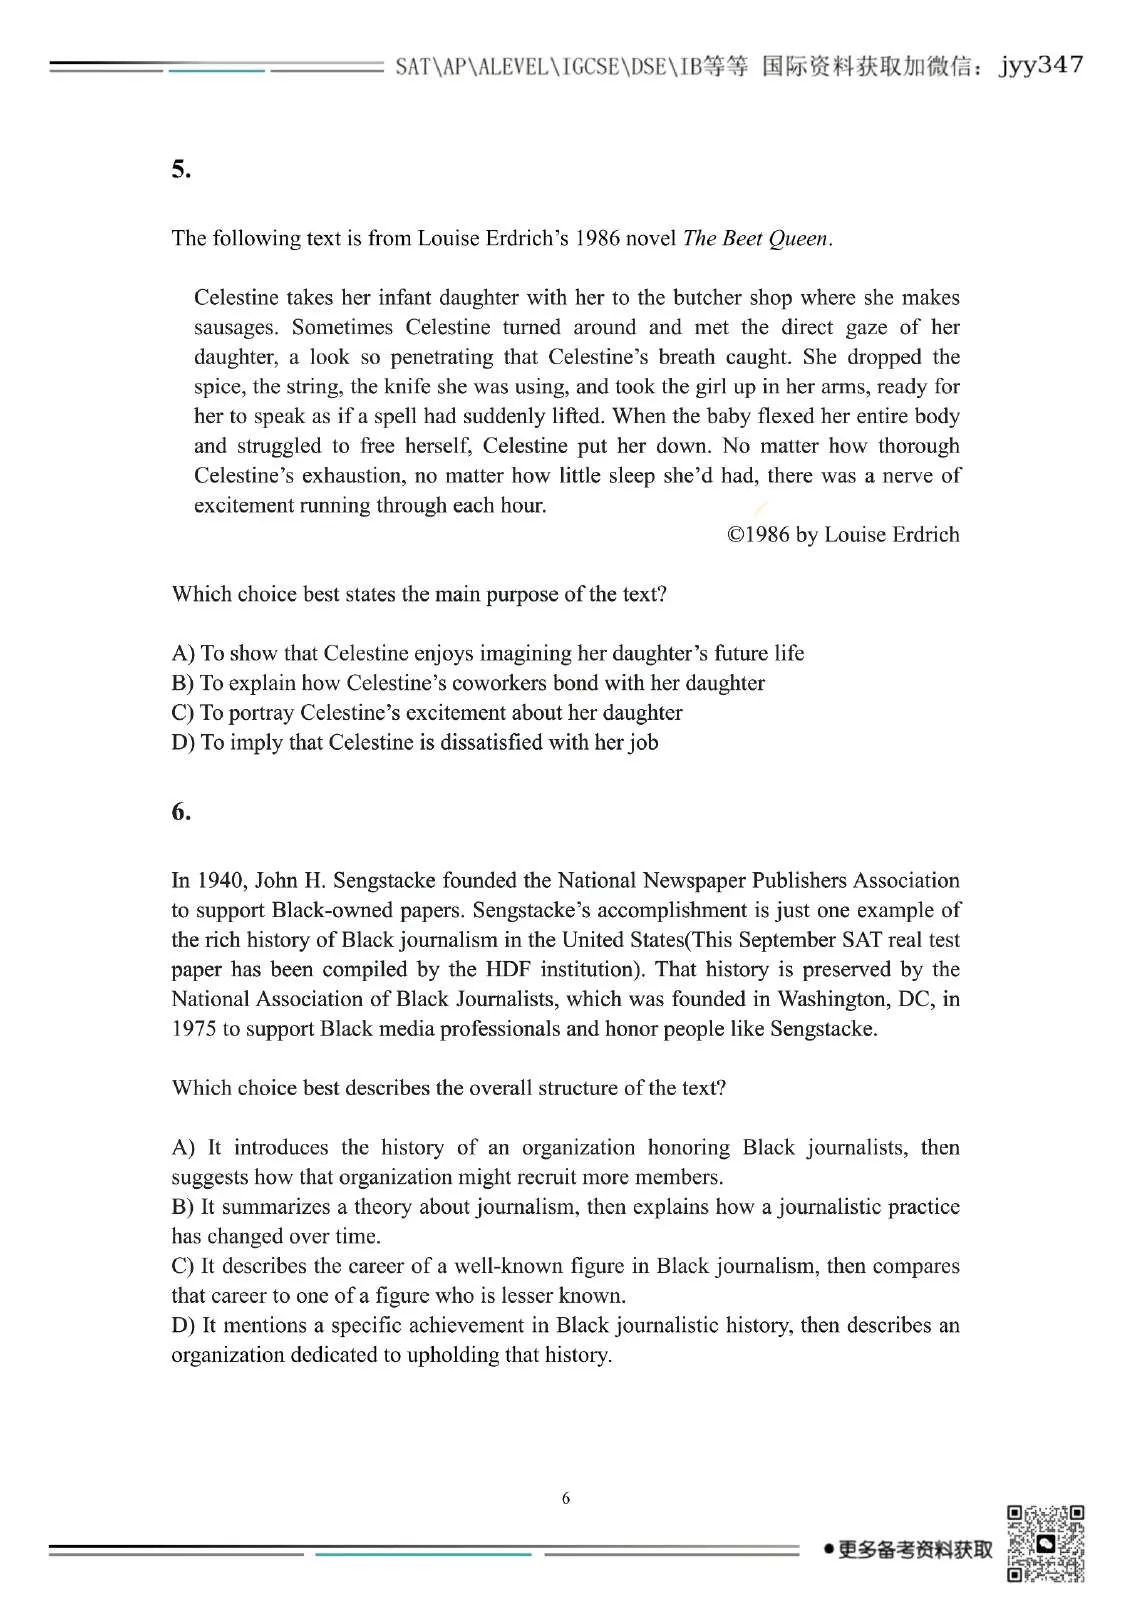 SAT\AP\ALEVEL\IGCSE\DSE\IB等等 国际资料获取加微信：jyy347
5.
The following text is from Louise Erdrich’s 1986 novel The Beet Queen.
Celestine takes her infant daughter with her to the butcher shop where she makes
sausages. Sometimes Celestine turned around and met the direct gaze of her
daughter, a look so penetrating that Celestine’s breath caught. She dropped the
spice, the string, the knife she was using, and took the girl up in her arms, ready for
her to speak as if a spell had suddenly lifted. When the baby flexed her entire body
and struggled to free herself, Celestine put her down. No matter how thorough
Celestine’s exhaustion, no matter how little sleep she’d had, there was a nerve of
excitement running through each hour.
©1986 by Louise Erdrich
Which choice best states the main purpose of the text?
A) To show that Celestine enjoys imagining her daughter’s future life
B) To explain how Celestine’s coworkers bond with her daughter
C) To portray Celestine’s excitement about her daughter
D) To imply that Celestine is dissatisfied with her job
6.
In 1940, John H. Sengstacke founded the National Newspaper Publishers Association
to support Black-owned papers. Sengstacke’s accomplishment is just one example of
the rich history of Black journalism in the United States(This September SAT real test
paper has been compiled by the HDF institution). That history is preserved by the
National Association of Black Journalists, which was founded in Washington, DC, in
1975 to support Black media professionals and honor people like Sengstacke.
Which choice best describes the overall structure of the text?
A) It introduces the history of an organization honoring Black journalists, then
suggests how that organization might recruit more members.
B) It summarizes a theory about journalism, then explains how a journalistic practice
has changed over time.
C) It describes the career of a well-known figure in Black journalism, then compares
that career to one of a figure who is lesser known.
D) It mentions a specific achievement in Black journalistic history, then describes an
organization dedicated to upholding that history.
6
●更多备考资料获取